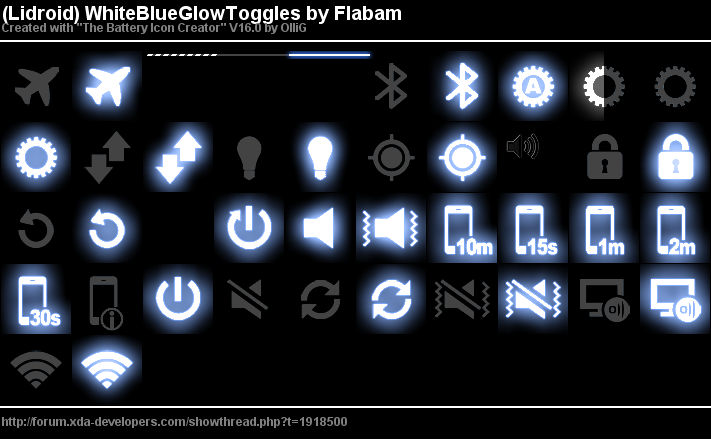 (Lidroid) WhiteBlueGlowToggles by Flabam
Created with "The Battery Icon Creator" V16.0 by OlliG
A
10m 15s 1m 2m
30s
http://forum.xda-developers.com/showthread.php?t=1918500